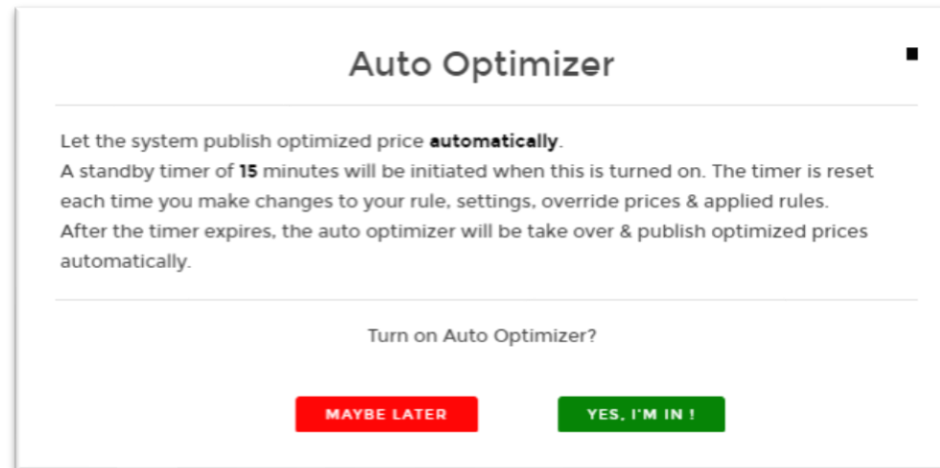 Auto Optimizer
Let the system publish optimized price automatically.
A standby timer of 15 minutes will be initiated when this is turned on. The timer is reset
each time you make changes to your rule, settings, override prices & applied rules.
After the timer expires, the auto optimizer will be take over & publish optimized prices
automatically.
Turn on Auto Optimizer?
MAYBE LATER
YES, I'M IN !